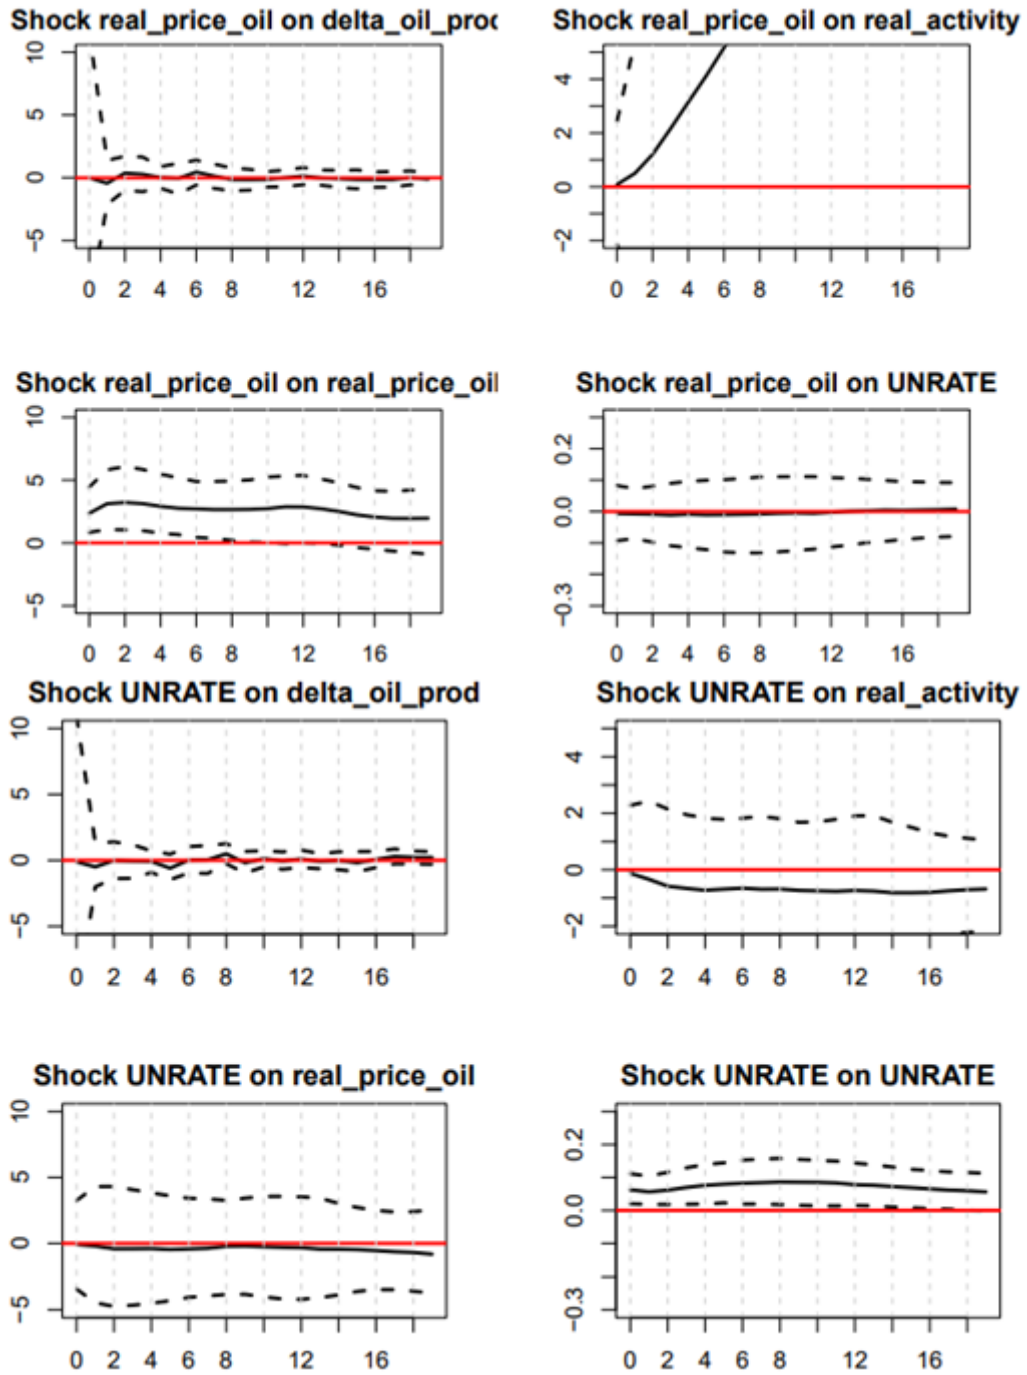 Shock real_price_oil on delta_oil_prod
10
5
0
−5
0 2 4 6 8 12 16
Shock real_price_oil on real_activity
4
2
0
−2
0 2 4 6 8 12 16
Shock real_price_oil on real_price_oil
10
5
0
−5
0 2 4 6 8 12 16
Shock real_price_oil on UNRATE
0.2
0.0
−0.3
0 2 4 6 8 12 16
Shock UNRATE on delta_oil_prod
10
5
0
−5
0 2 4 6 8 12 16
Shock UNRATE on real_activity
4
2
0
−2
0 2 4 6 8 12 16
Shock UNRATE on real_price_oil
10
5
0
−5
0 2 4 6 8 12 16
Shock UNRATE on UNRATE
0.2
0.0
−0.3
0 2 4 6 8 12 16